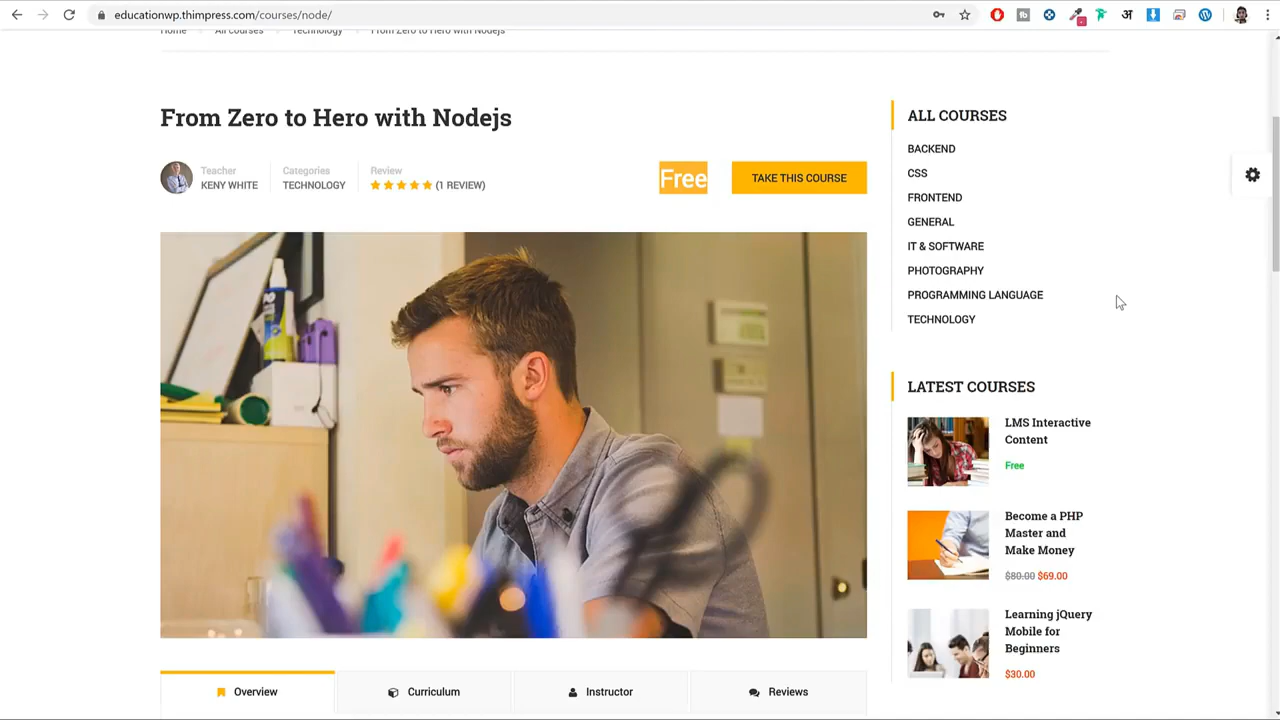 educationwp.thimpress.com/courses/node/
अ
Home
All courses
Technology
From Zero to Hero with Nodejs
From Zero to Hero with Nodejs
Teacher
KENY WHITE
Categories
TECHNOLOGY
Review
(1 REVIEW)
Free
TAKE THIS COURSE
ALL COURSES
BACKEND
CSS
FRONTEND
GENERAL
IT & SOFTWARE
PHOTOGRAPHY
PROGRAMMING LANGUAGE
TECHNOLOGY
LATEST COURSES
LMS Interactive
Content
Free
Become a PHP
Master and
Make Money
$80.00 $69.00
Learning jQuery
Mobile for
Beginners
$30.00
Overview
Curriculum
Instructor
Reviews